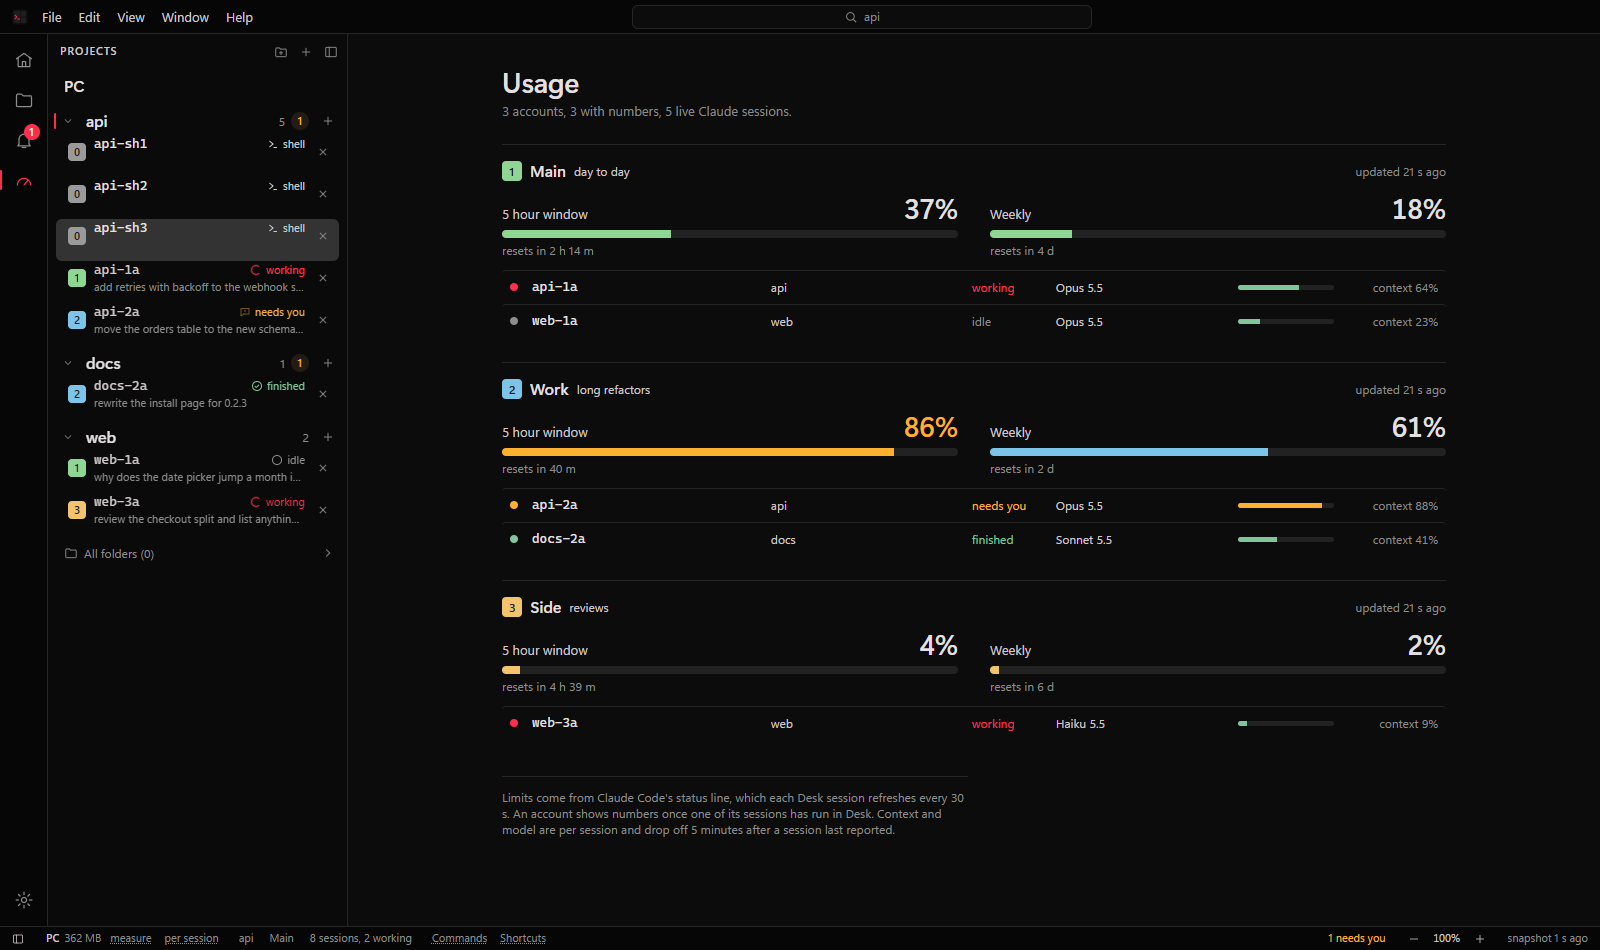 File Edit View Window Help
api
PROJECTS
PC
api 5 1
0 api-sh1 shell
0 api-sh2 shell
0 api-sh3 shell
1 api-1a working
add retries with backoff to the webhook s...
2 api-2a needs you
move the orders table to the new schema...
docs 1 1
2 docs-2a finished
rewrite the install page for 0.2.3
web 2
1 web-1a idle
why does the date picker jump a month i...
3 web-3a working
review the checkout split and list anythin...
All folders (0)
1
Usage
3 accounts, 3 with numbers, 5 live Claude sessions.
1 Main day to day updated 21 s ago
5 hour window 37% Weekly 18%
resets in 2 h 14 m resets in 4 d
api-1a api working Opus 5.5 context 64%
web-1a web idle Opus 5.5 context 23%
2 Work long refactors updated 21 s ago
5 hour window 86% Weekly 61%
resets in 40 m resets in 2 d
api-2a api needs you Opus 5.5 context 88%
docs-2a docs finished Sonnet 5.5 context 41%
3 Side reviews updated 21 s ago
5 hour window 4% Weekly 2%
resets in 4 h 39 m resets in 6 d
web-3a web working Haiku 5.5 context 9%
Limits come from Claude Code's status line, which each Desk session refreshes every 30
s. An account shows numbers once one of its sessions has run in Desk. Context and
model are per session and drop off 5 minutes after a session last reported.
PC 362 MB measure per session api Main 8 sessions, 2 working Commands Shortcuts 1 needs you — 100% + snapshot 1 s ago